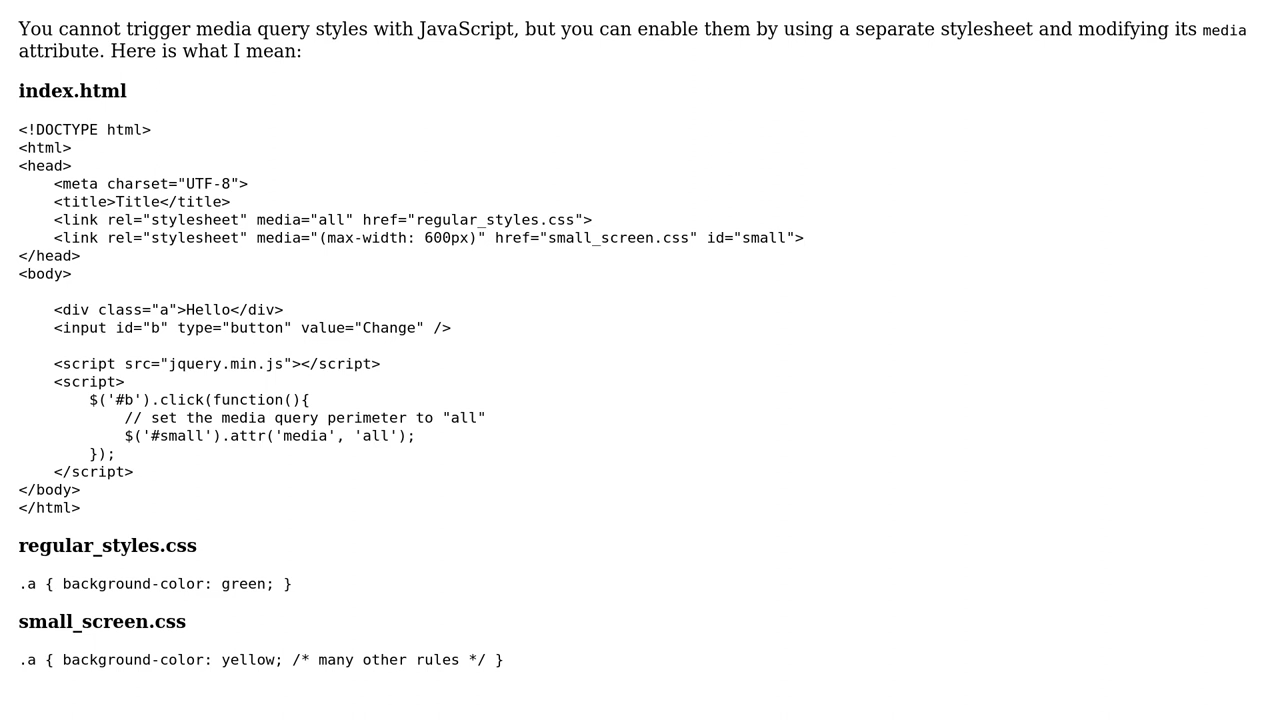 You cannot trigger media query styles with JavaScript, but you can enable them by using a separate stylesheet and modifying its media
attribute. Here is what I mean:
index.html
<!DOCTYPE html>
<html>
<head>
    <meta charset="UTF-8">
    <title>Title</title>
    <link rel="stylesheet" media="all" href="regular_styles.css">
    <link rel="stylesheet" media="(max-width: 600px)" href="small_screen.css" id="small">
</head>
<body>

    <div class="a">Hello</div>
    <input id="b" type="button" value="Change" />

    <script src="jquery.min.js"></script>
    <script>
        $('#b').click(function(){
            // set the media query perimeter to "all"
            $('#small').attr('media', 'all');
        });
    </script>
</body>
</html>
regular_styles.css
.a { background-color: green; }
small_screen.css
.a { background-color: yellow; /* many other rules */ }